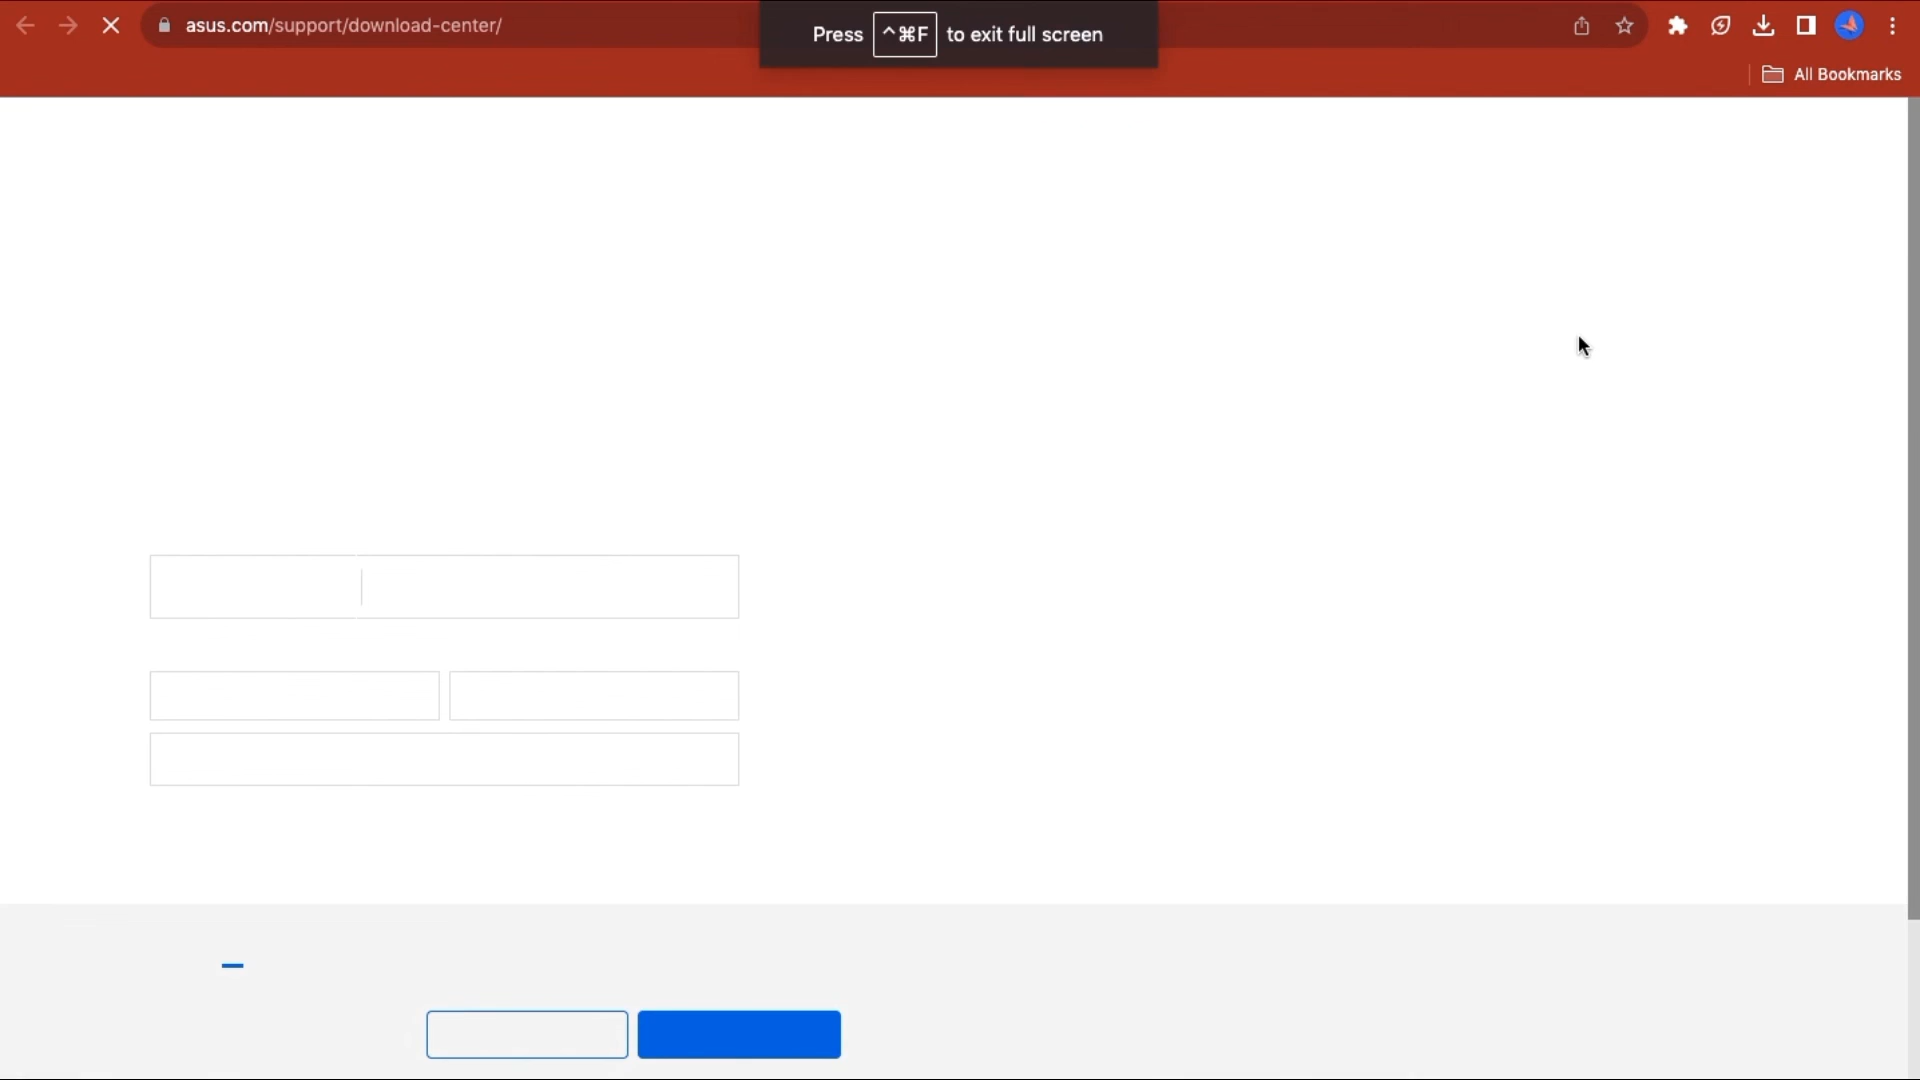 asus.com/support/download-center/
Press ^⌘F to exit full screen
All Bookmarks